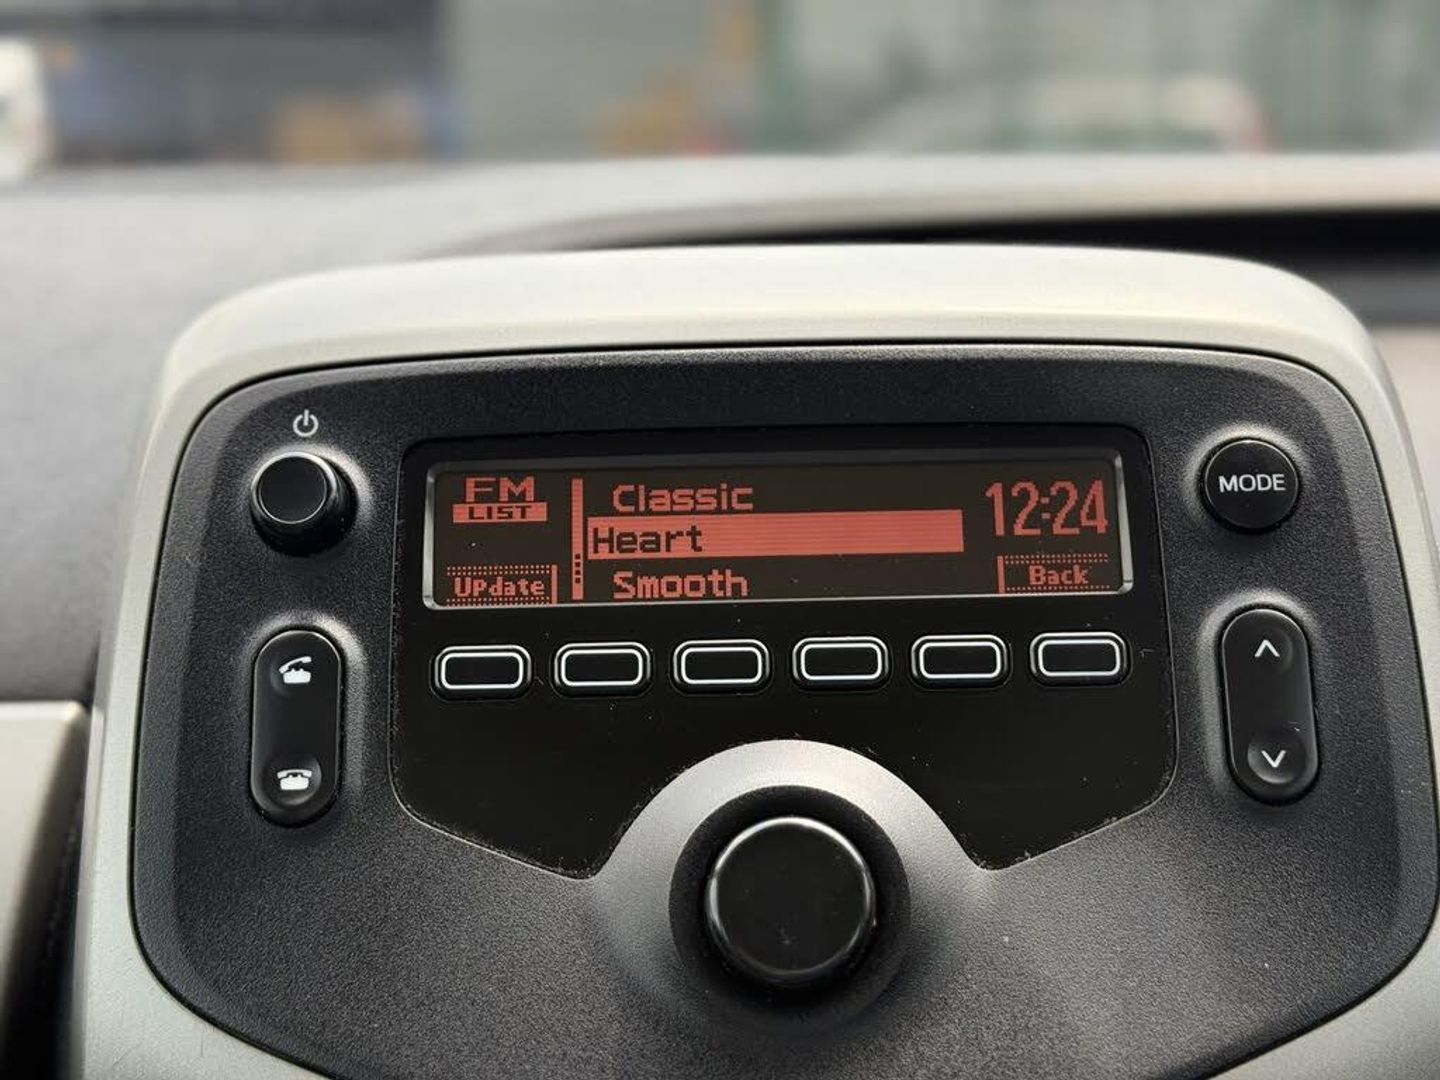 FM
LIST
Classic
Heart
Smooth
12:24
Update
Back
MODE